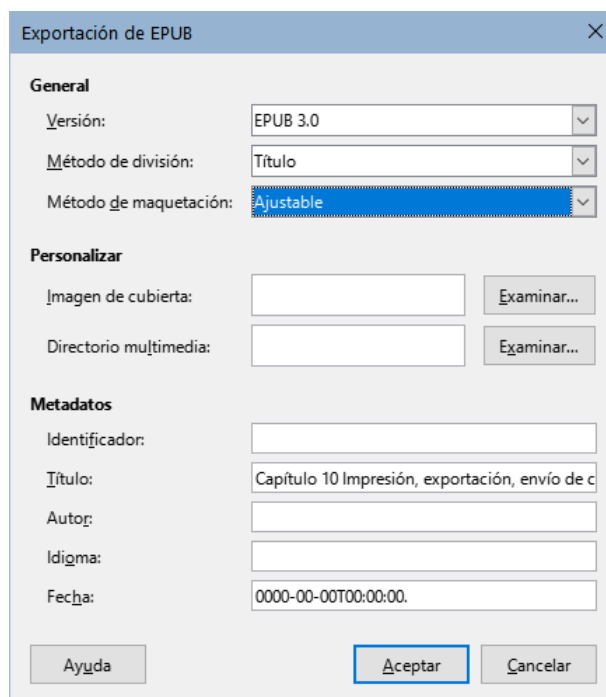 Exportación de EPUB
General
Versión: EPUB 3.0
Método de división: Título
Método de maquetación: Ajustable
Personalizar
Imagen de cubierta: Examinar...
Directorio multimedia: Examinar...
Metadatos
Identificador:
Título: Capítulo 10 Impresión, exportación, envío de c
Autor:
Idioma:
Fecha: 0000-00-00T00:00:00.
Ayuda Aceptar Cancelar